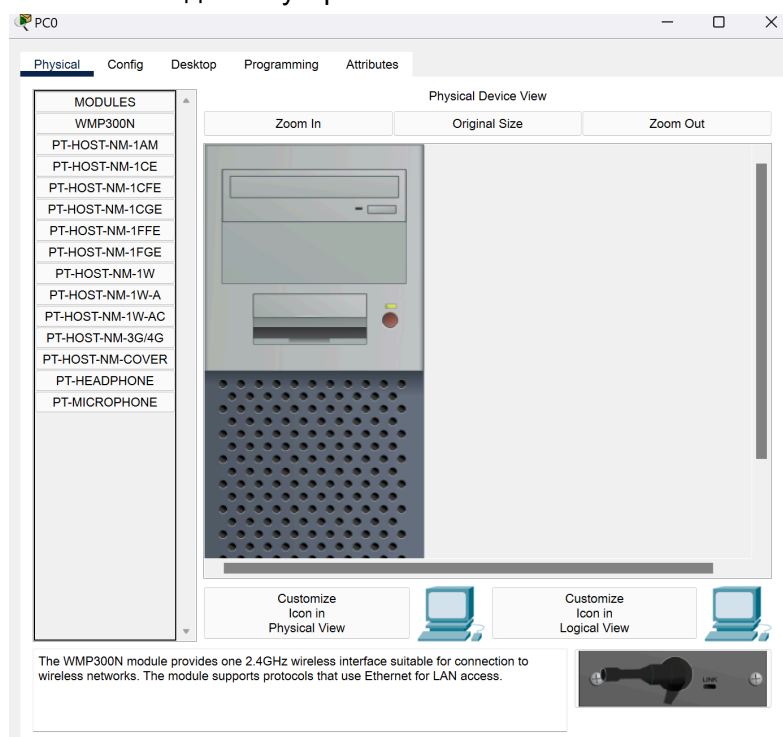 PC0
Physical Config Desktop Programming Attributes
MODULES
WMP300N
PT-HOST-NM-1AM
PT-HOST-NM-1CE
PT-HOST-NM-1CFE
PT-HOST-NM-1CGE
PT-HOST-NM-1FFE
PT-HOST-NM-1FGE
PT-HOST-NM-1W
PT-HOST-NM-1W-A
PT-HOST-NM-1W-AC
PT-HOST-NM-3G/4G
PT-HOST-NM-COVER
PT-HEADPHONE
PT-MICROPHONE
Physical Device View
Zoom In Original Size Zoom Out
Customize
Icon in
Physical View
Customize
Icon in
Logical View
The WMP300N module provides one 2.4GHz wireless interface suitable for connection to
wireless networks. The module supports protocols that use Ethernet for LAN access.
LINK